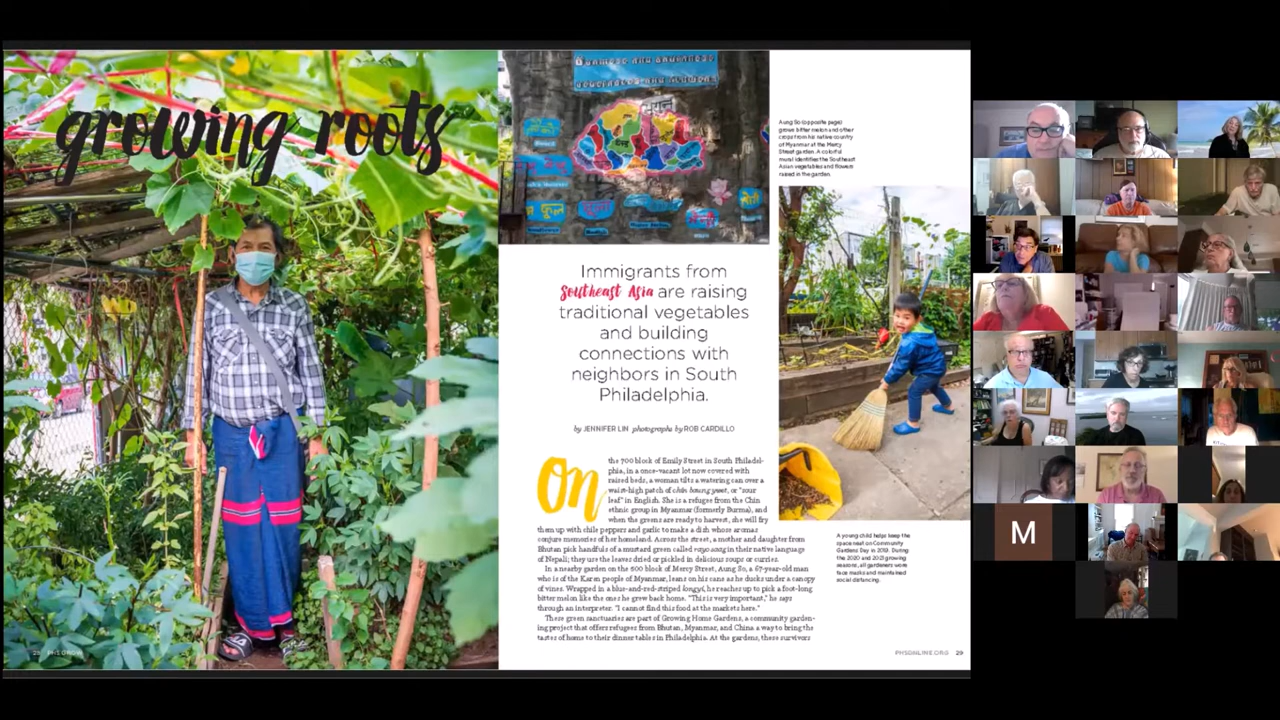 growing roots
Aung So (opposite page)
grows bitter melon and other
crops from his native country
of Myanmar at the Mercy
Street garden. A colorful
mural identifies the Southeast
Asian vegetables and flowers
raised in the garden.
Immigrants from
Southeast Asia are raising
traditional vegetables
and building
connections with
neighbors in South
Philadelphia.
by JENNIFER LIN photographs by ROB CARDILLO
On the 700 block of Emily Street in South Philadel-
phia, in a once-vacant lot now covered with
raised beds, a woman tilts a watering can over a
waist-high patch of chin baung ywet, or "sour
leaf" in English. She is a refugee from the Chin
ethnic group in Myanmar (formerly Burma), and
when the greens are ready to harvest, she will fry
them up with chile peppers and garlic to make a dish whose aromas
conjure memories of her homeland. Across the street, a mother and daughter from
Bhutan pick handfuls of a mustard green called rayo saag in their native language
of Nepali; they use the leaves dried or pickled in delicious soups or curries.
In a nearby garden on the 600 block of Mercy Street, Aung So, a 67-year-old man
who is of the Karen people of Myanmar, leans on his cane as he ducks under a canopy
of vines. Wrapped in a blue-and-red-striped longyi, he reaches up to pick a foot-long
bitter melon like the ones he grew back home. "This is very important," he says
through an interpreter. "I cannot find this food at the markets here."
These green sanctuaries are part of Growing Home Gardens, a community garden-
ing project that offers refugees from Bhutan, Myanmar, and China a way to bring the
tastes of home to their dinner tables in Philadelphia. At the gardens, these survivors
A young child helps keep the
space neat on Community
Gardens Day in 2019. During
the 2020 and 2021 growing
seasons, all gardeners wore
face masks and maintained
social distancing.
28 PHS GROW
PHSONLINE.ORG 29
M